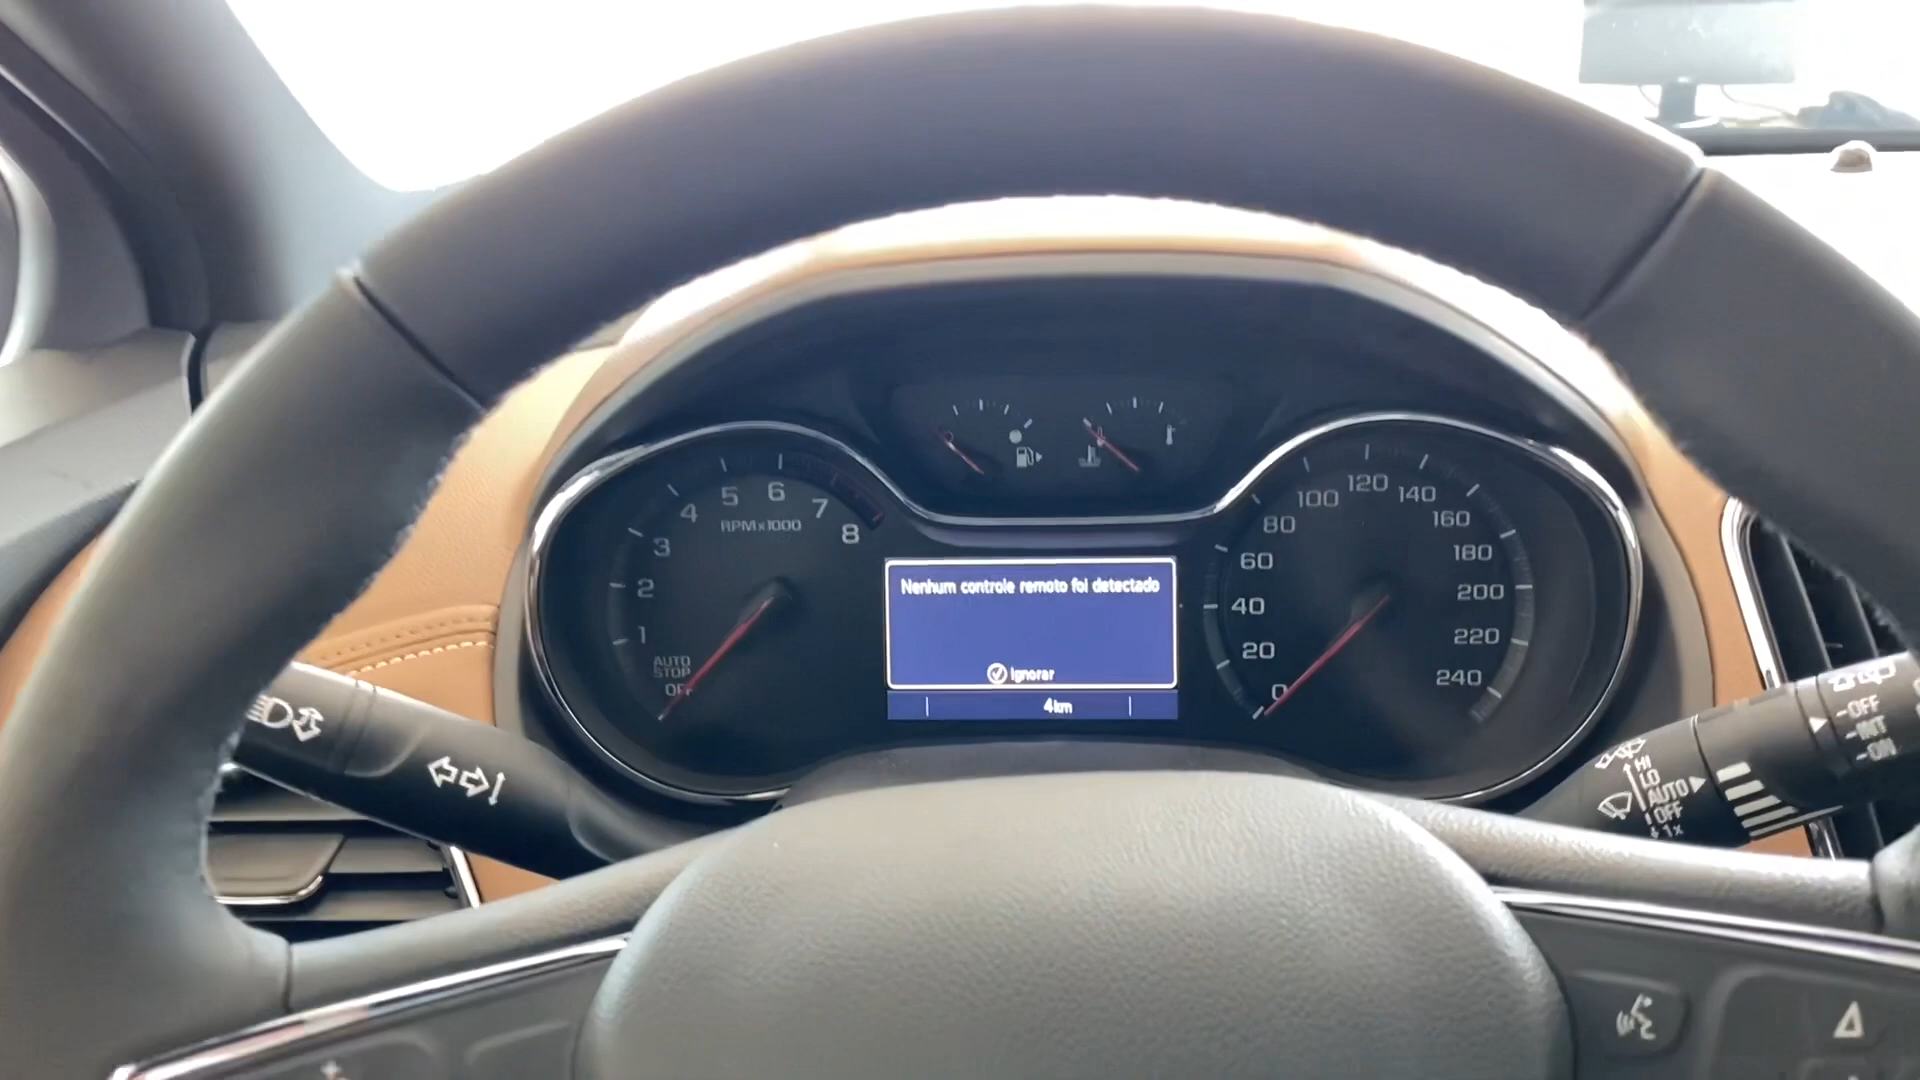 5 6 7
4 8
3
2
1
RPM x 1000
AUTO
STOP
OFF
Nenhum controle remoto foi detectado
Ignorar
4km
0 20 40 60 80 100 120 140 160 180 200 220 240
HI
LO
AUTO
OFF
1x
-OFF
-INT
-ON